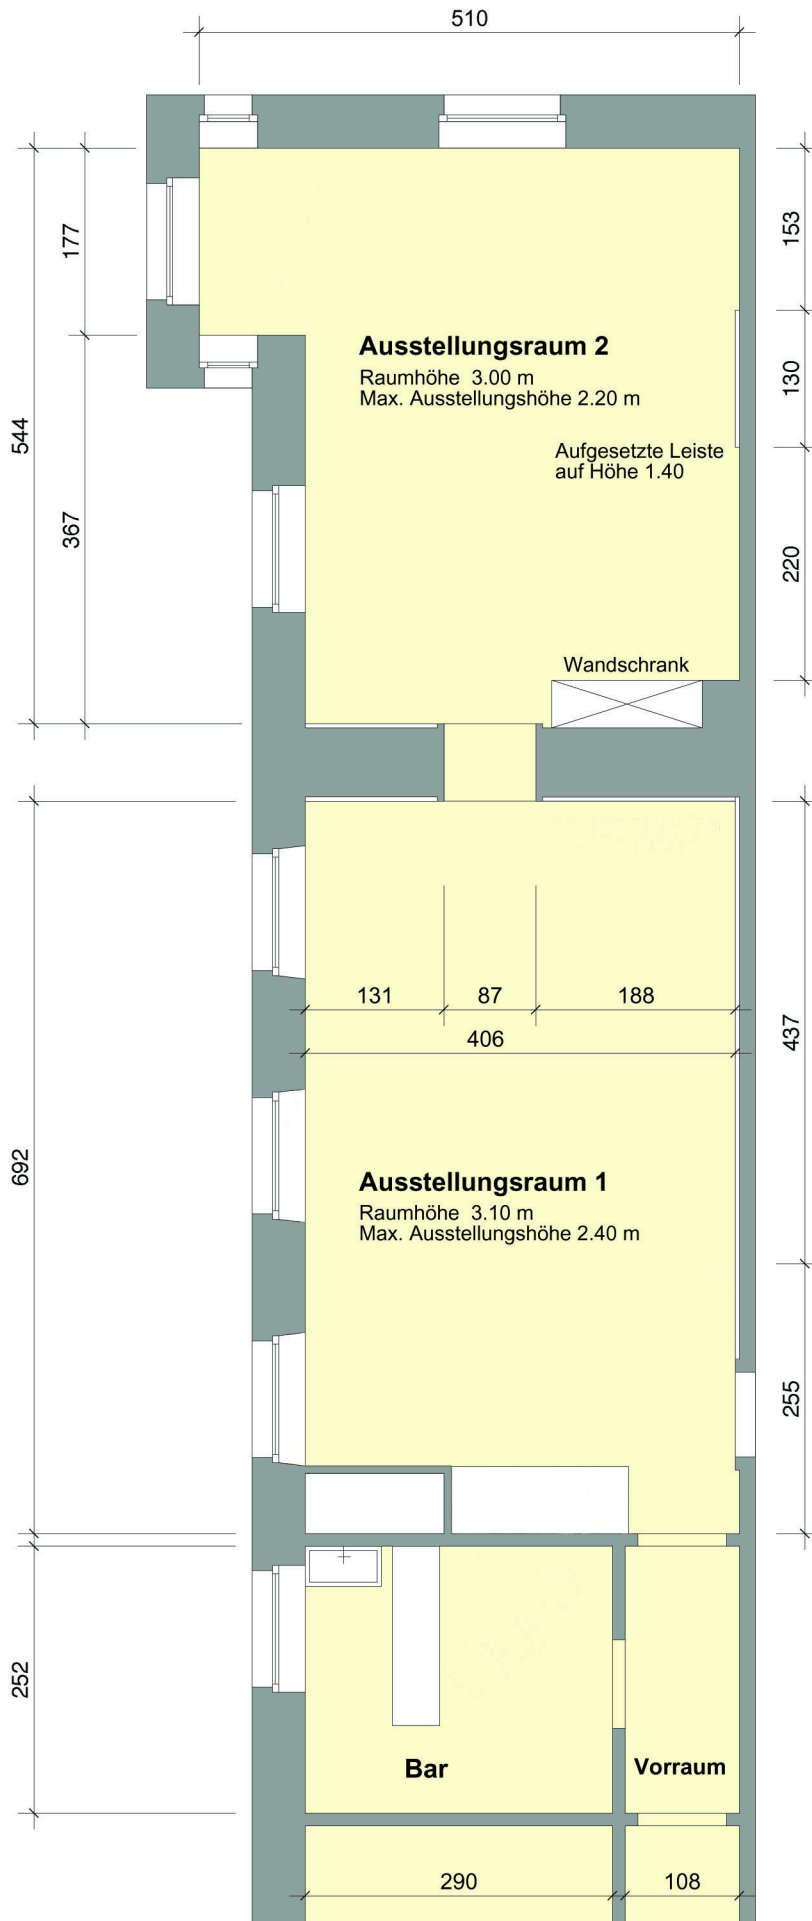 510
177
153
Ausstellungsraum 2
Raumhöhe 3.00 m
Max. Ausstellungshöhe 2.20 m
130
544
Aufgesetzte Leiste
auf Höhe 1.40
367
220
Wandschrank
131
87
188
406
437
692
Ausstellungsraum 1
Raumhöhe 3.10 m
Max. Ausstellungshöhe 2.40 m
255
252
Bar
Vorraum
290
108